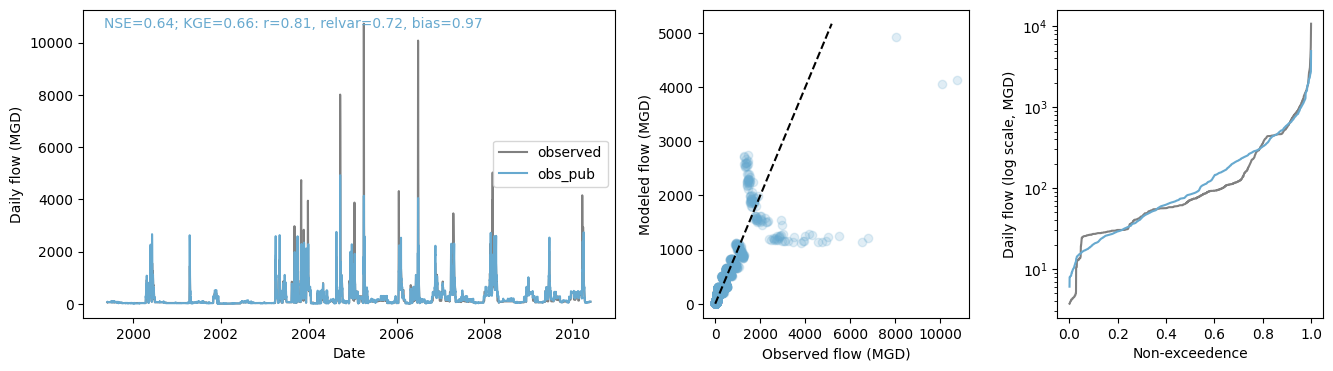 NSE=0.64; KGE=0.66: r=0.81, relvar=0.72, bias=0.97
Daily flow (MGD)
10000
8000
6000
4000
2000
0
observed
obs_pub
2000 2002 2004 2006 2008 2010
Date
Modeled flow (MGD)
5000
4000
3000
2000
1000
0
0 2000 4000 6000 8000 10000
Observed flow (MGD)
Daily flow (log scale, MGD)
10⁴
10³
10²
10¹
0.0 0.2 0.4 0.6 0.8 1.0
Non-exceedence